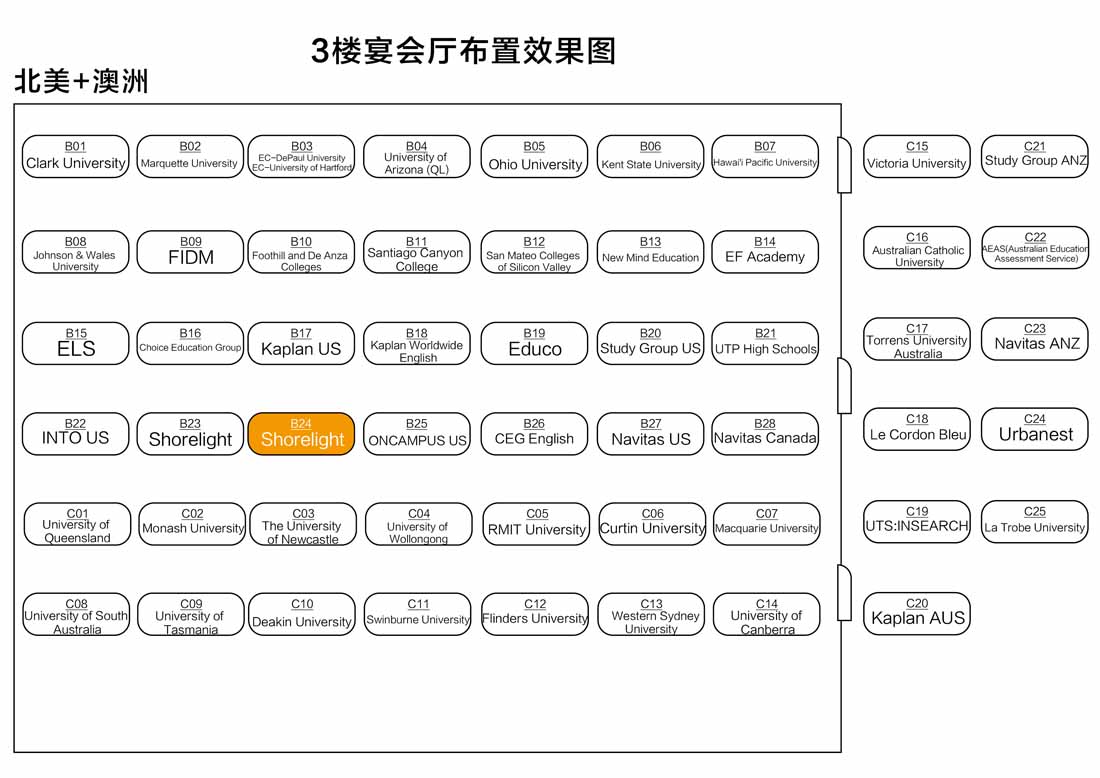 3楼宴会厅布置效果图
北美+澳洲
B01
Clark University
B02
Marquette University
B03
EC-DePaul University
EC-University of Hartford
B04
University of
Arizona (QL)
B05
Ohio University
B06
Kent State University
B07
Hawai'i Pacific University
C15
Victoria University
C21
Study Group ANZ
B08
Johnson & Wales
University
B09
FIDM
B10
Foothill and De Anza
Colleges
B11
Santiago Canyon
College
B12
San Mateo Colleges
of Silicon Valley
B13
New Mind Education
B14
EF Academy
C16
Australian Catholic
University
C22
AEAS(Australian Education
Assessment Service)
B15
ELS
B16
Choice Education Group
B17
Kaplan US
B18
Kaplan Worldwide
English
B19
Educo
B20
Study Group US
B21
UTP High Schools
C17
Torrens University
Australia
C23
Navitas ANZ
B22
INTO US
B23
Shorelight
B24
Shorelight
B25
ONCAMPUS US
B26
CEG English
B27
Navitas US
B28
Navitas Canada
C18
Le Cordon Bleu
C24
Urbanest
C01
University of
Queensland
C02
Monash University
C03
The University
of Newcastle
C04
University of
Wollongong
C05
RMIT University
C06
Curtin University
C07
Macquarie University
C19
UTS:INSEARCH
C25
La Trobe University
C08
University of South
Australia
C09
University of
Tasmania
C10
Deakin University
C11
Swinburne University
C12
Flinders University
C13
Western Sydney
University
C14
University of
Canberra
C20
Kaplan AUS